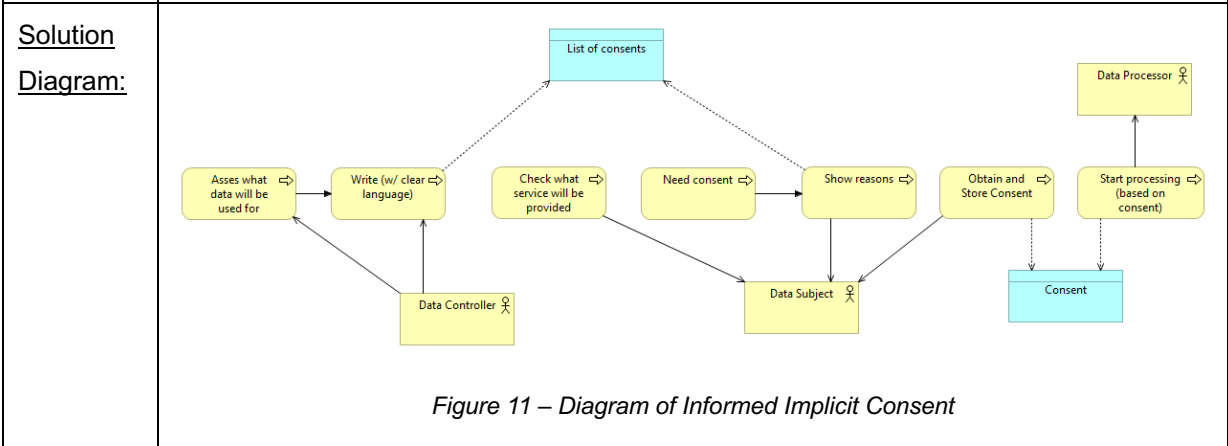 Solution
Diagram:
List of consents
Data Processor
Asses what
data will be
used for
Write (w/ clear
language)
Check what
service will be
provided
Need consent
Show reasons
Obtain and
Store Consent
Start processing
(based on
consent)
Data Controller
Data Subject
Consent
Figure 11 – Diagram of Informed Implicit Consent